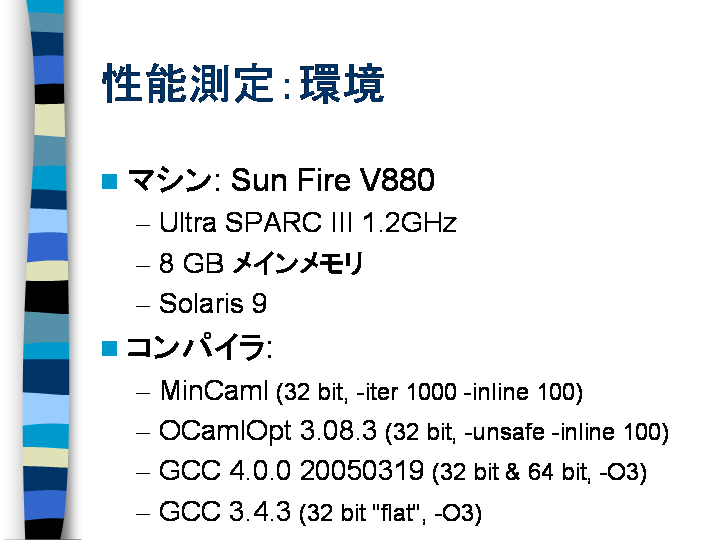 性能測定：環境
マシン: Sun Fire V880
– Ultra SPARC III 1.2GHz
– 8 GB メインメモリ
– Solaris 9
コンパイラ:
– MinCaml (32 bit, -iter 1000 -inline 100)
– OCamlOpt 3.08.3 (32 bit, -unsafe -inline 100)
– GCC 4.0.0 20050319 (32 bit & 64 bit, -O3)
– GCC 3.4.3 (32 bit "flat", -O3)